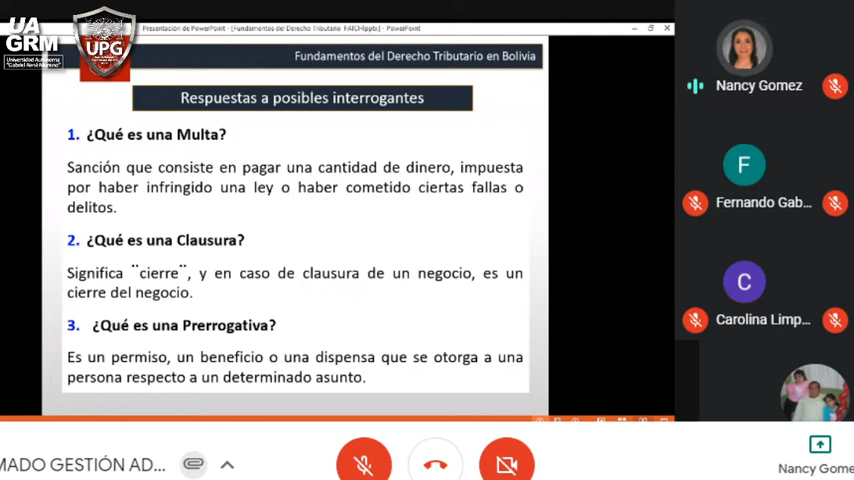 UA
GRM
Universidad Autónoma
"Gabriel René Moreno"
UPG
Presentación de PowerPoint - [Fundamentos del Derecho Tributario FAICHfpptx] - PowerPoint
Fundamentos del Derecho Tributario en Bolivia
Respuestas a posibles interrogantes
1. ¿Qué es una Multa?
Sanción que consiste en pagar una cantidad de dinero, impuesta
por haber infringido una ley o haber cometido ciertas fallas o
delitos.
2. ¿Qué es una Clausura?
Significa ¨cierre¨, y en caso de clausura de un negocio, es un
cierre del negocio.
3. ¿Qué es una Prerrogativa?
Es un permiso, un beneficio o una dispensa que se otorga a una
persona respecto a un determinado asunto.
Nancy Gomez
F
Fernando Gab...
C
Carolina Limp...
MADO GESTIÓN AD...
Nancy Gome